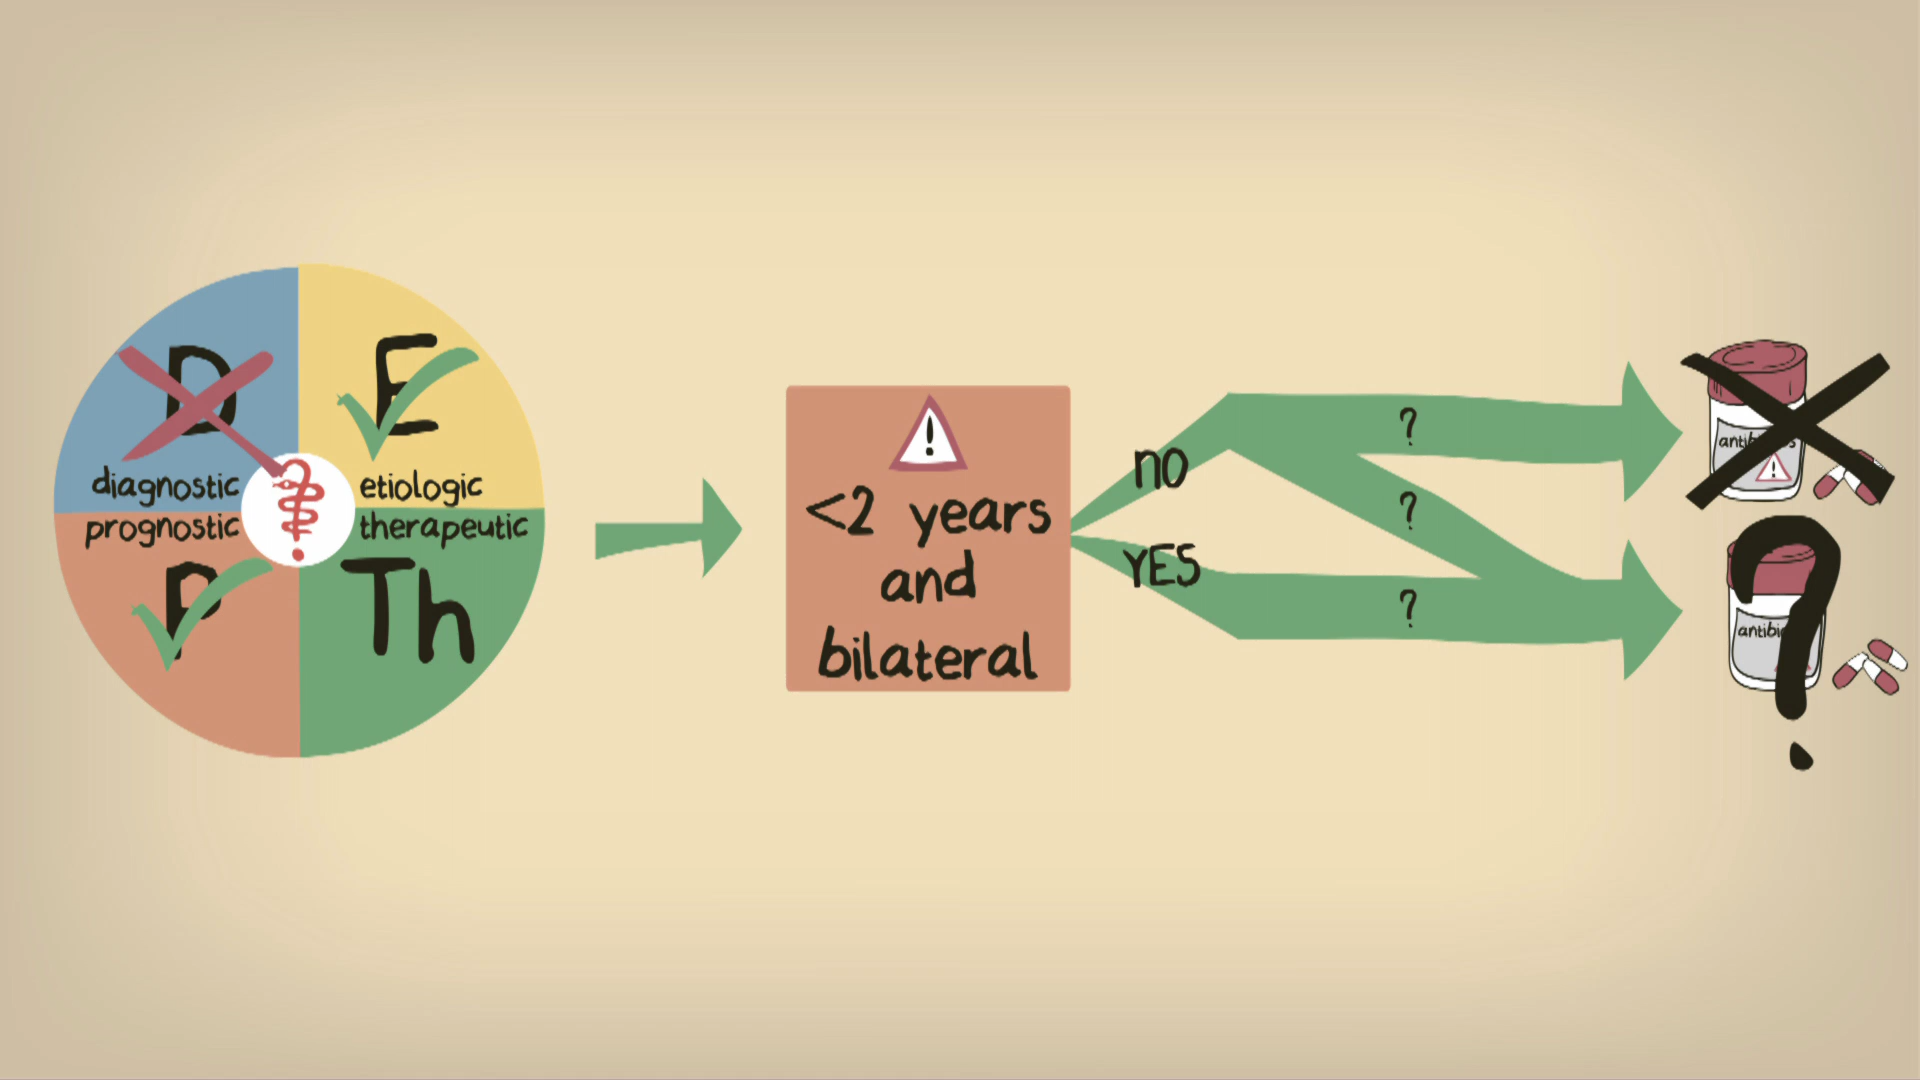 D
E
diagnostic
etiologic
prognostic
therapeutic
P
Th
!
<2 years
and
bilateral
NO
YES
?
?
?
?